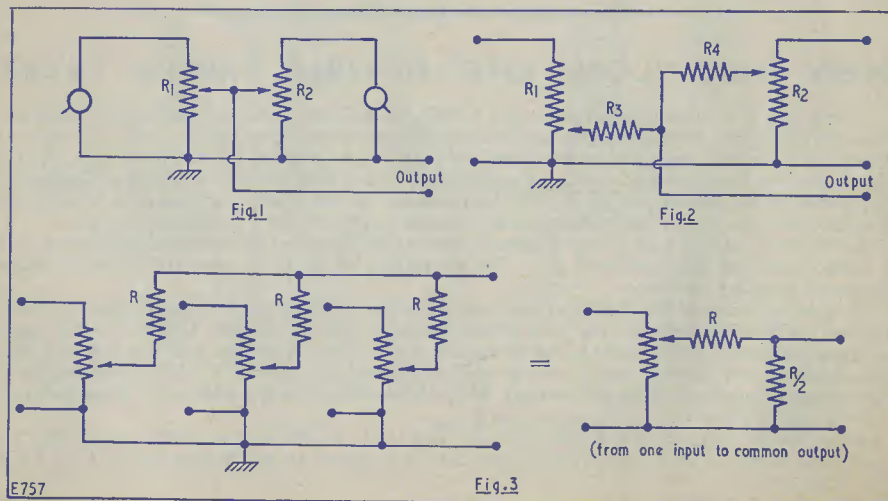 R1
R2
Output
Fig.1
R1
R3
R4
R2
Output
Fig.2
R
R
R
=
R
R/2
(from one input to common output)
Fig.3
E757